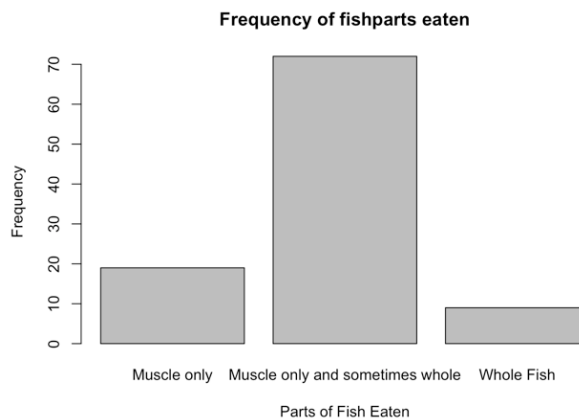 Frequency of fishparts eaten
70
60
50
40
30
20
10
0
Frequency
Muscle only
Muscle only and sometimes whole
Whole Fish
Parts of Fish Eaten